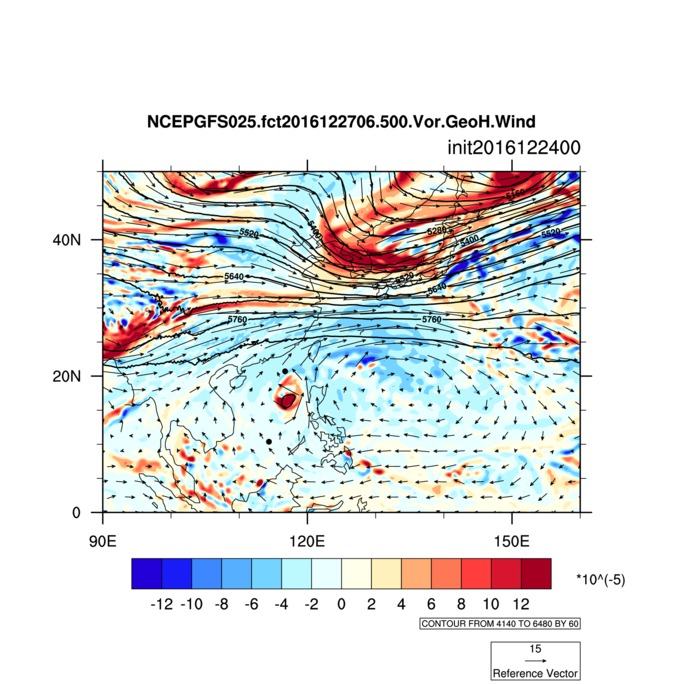 NCEPGFS025.fct2016122706.500.Vor.GeoH.Wind
init2016122400
5160
5280
5400
5400
5520
5520
5520
5640
5640
5760
5760
40N
20N
0
90E 120E 150E
-12 -10 -8 -6 -4 -2 0 2 4 6 8 10 12
*10^(-5)
CONTOUR FROM 4140 TO 6480 BY 60
15
Reference Vector